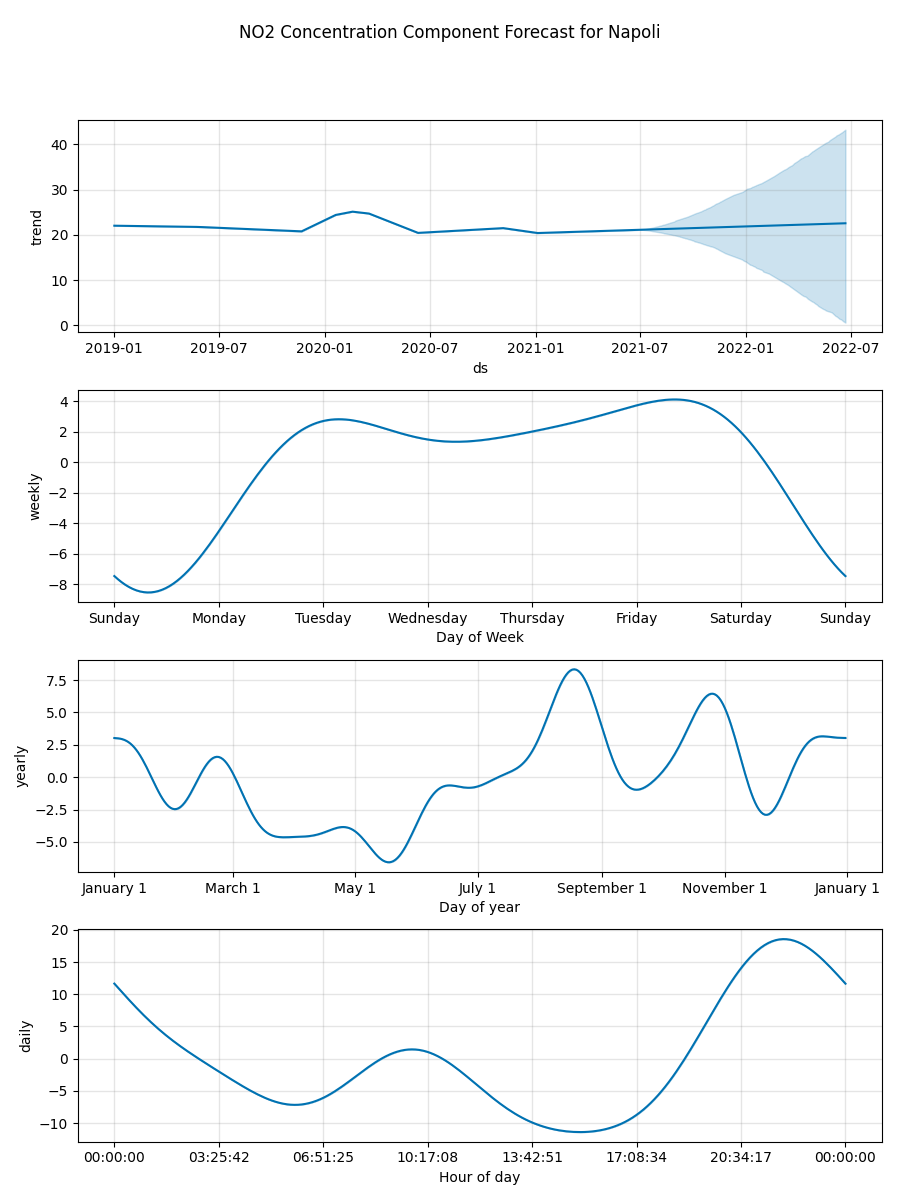 NO2 Concentration Component Forecast for Napoli
40
30
20
10
0
trend
2019-01 2019-07 2020-01 2020-07 2021-01 2021-07 2022-01 2022-07
ds
4
2
0
−2
−4
−6
−8
weekly
Sunday Monday Tuesday Wednesday Thursday Friday Saturday Sunday
Day of Week
7.5
5.0
2.5
0.0
−2.5
−5.0
yearly
January 1 March 1 May 1 July 1 September 1 November 1 January 1
Day of year
20
15
10
5
0
−5
−10
daily
00:00:00 03:25:42 06:51:25 10:17:08 13:42:51 17:08:34 20:34:17 00:00:00
Hour of day